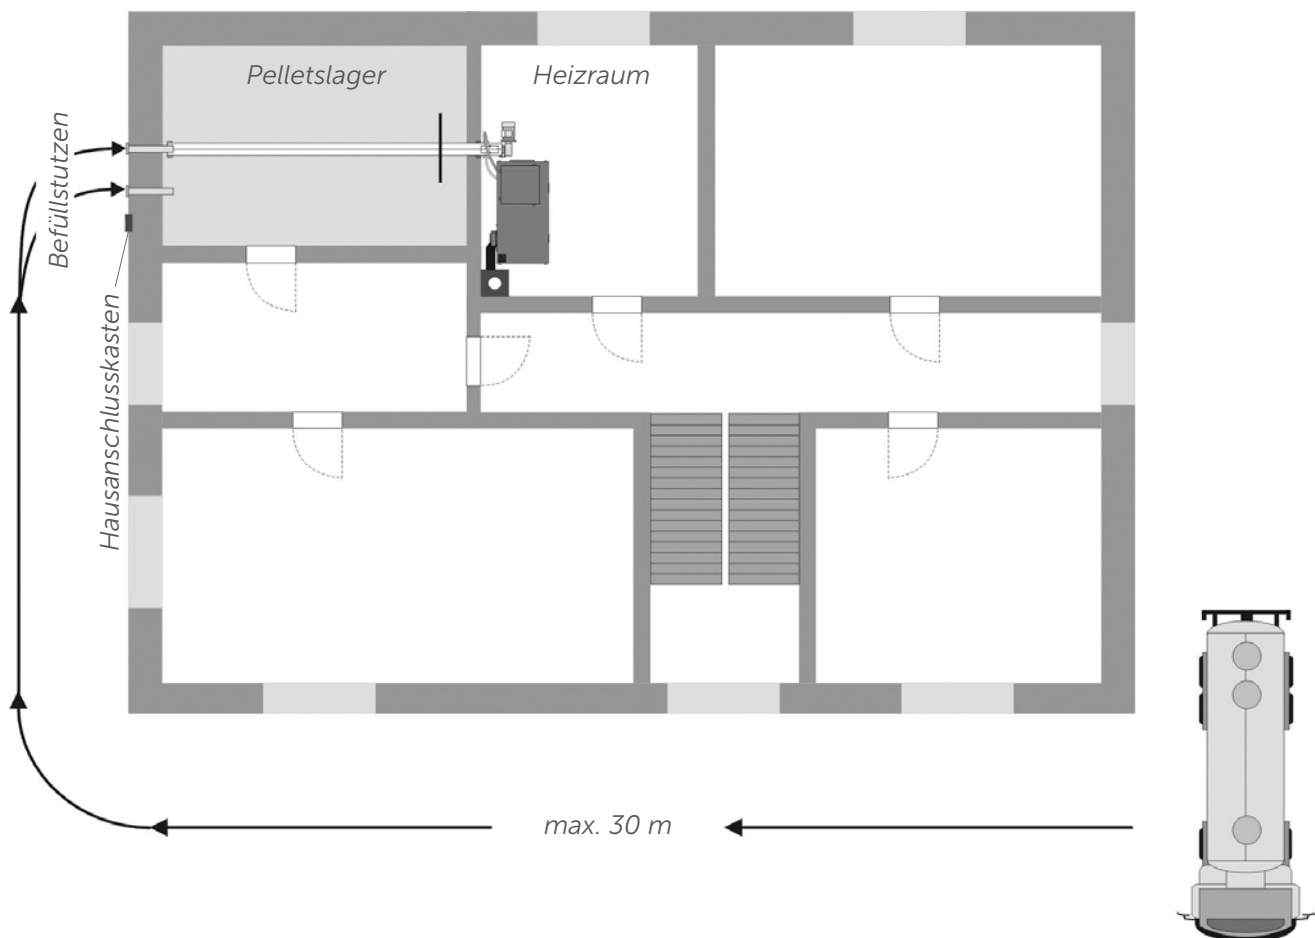 Pelletslager
Heizraum
Befüllstutzen
Hausanschlusskasten
max. 30 m